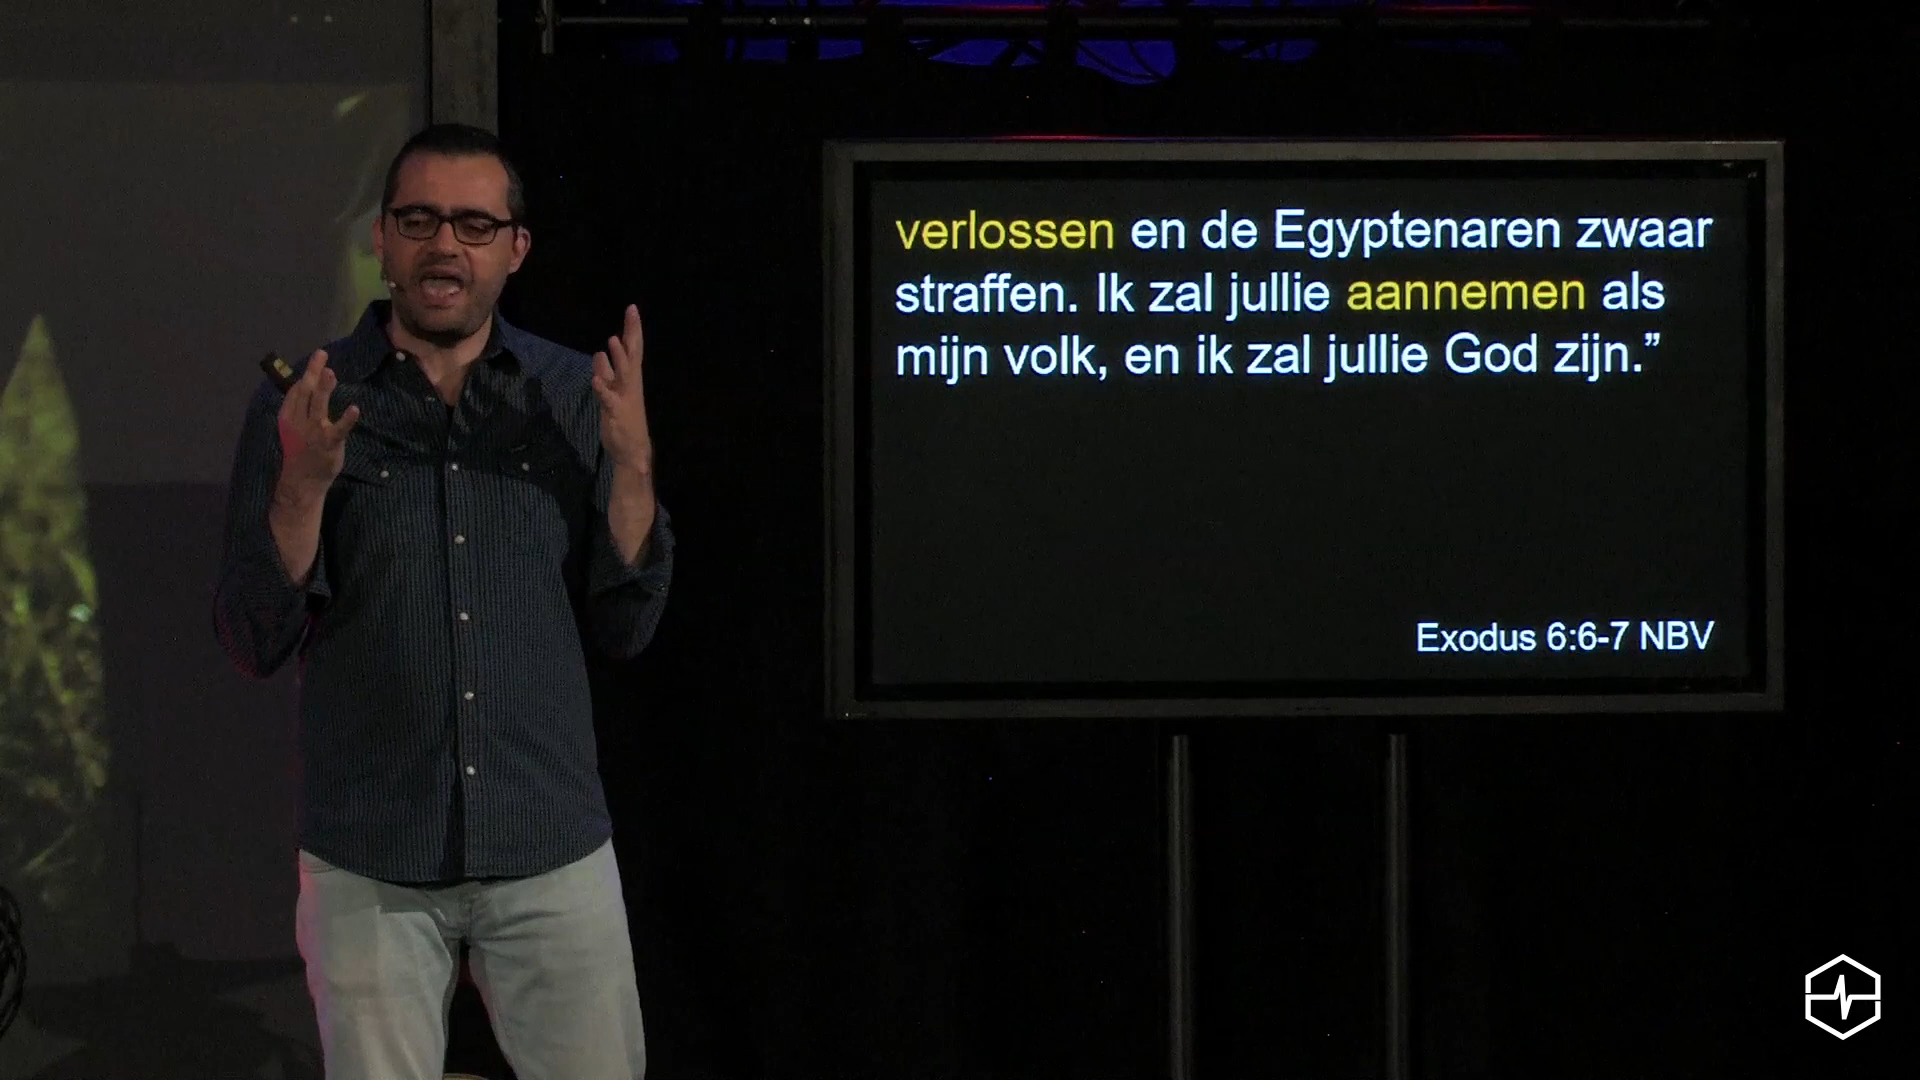 verlossen en de Egyptenaren zwaar
straffen. Ik zal jullie aannemen als
mijn volk, en ik zal jullie God zijn.”
Exodus 6:6-7 NBV